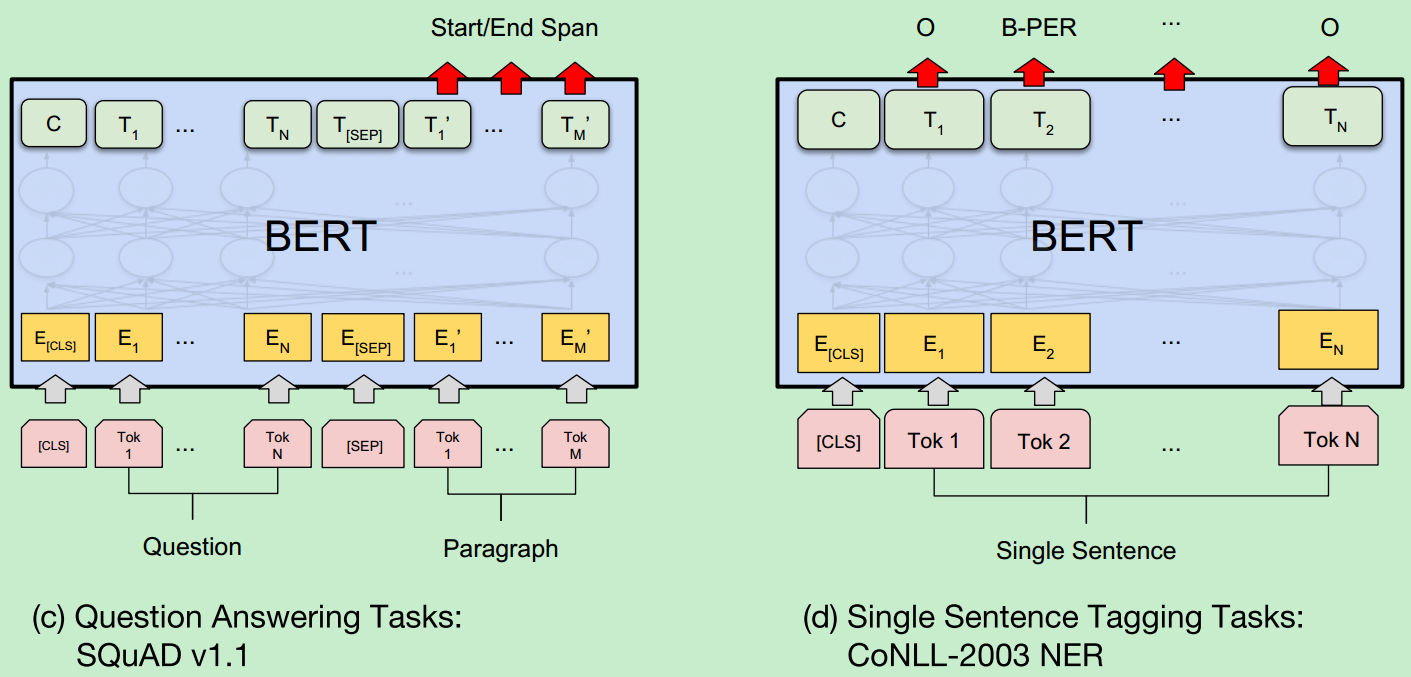 Start/End Span
C T1 ... TN T[SEP] T1’ ... TM’
...
BERT
...
E[CLS] E1 ... EN E[SEP] E1’ ... EM’
[CLS] Tok 1 ... Tok N [SEP] Tok 1 ... Tok M
Question Paragraph
(c) Question Answering Tasks:
SQuAD v1.1
O B-PER ... O
C T1 T2 ... TN
...
BERT
...
E[CLS] E1 E2 ... EN
[CLS] Tok 1 Tok 2 ... Tok N
Single Sentence
(d) Single Sentence Tagging Tasks:
CoNLL-2003 NER